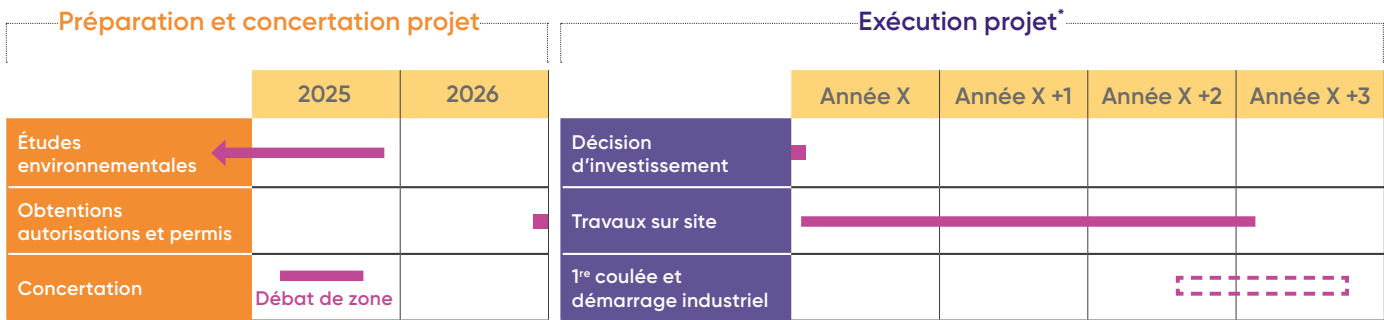 Préparation et concertation projet
2025
2026
Études
environnementales
Obtentions
autorisations et permis
Concertation
Débat de zone
Exécution projet*
Année X
Année X +1
Année X +2
Année X +3
Décision
d’investissement
Travaux sur site
1re coulée et
démarrage industriel